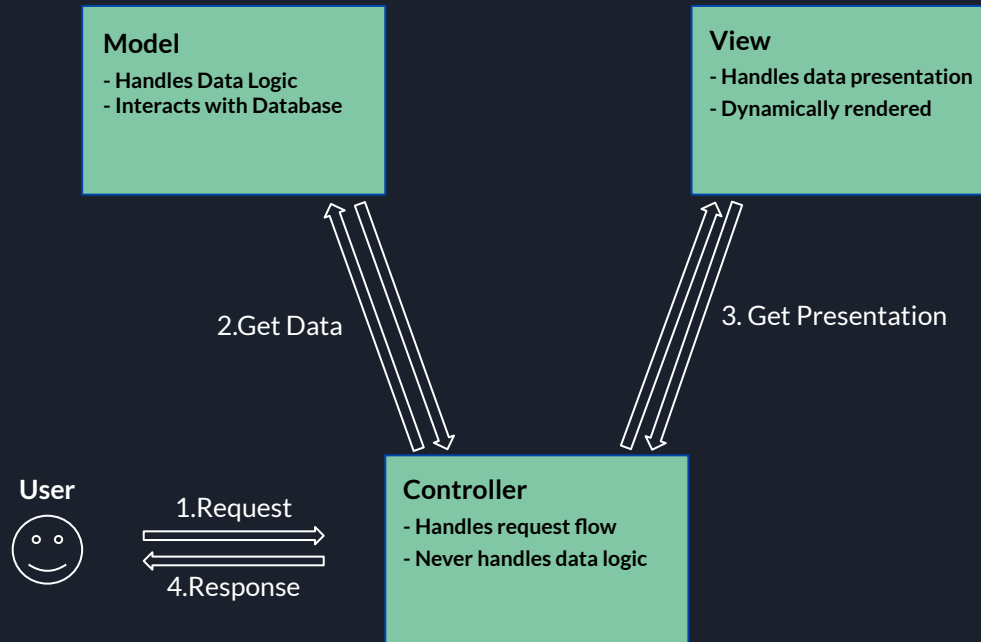 Model
- Handles Data Logic
- Interacts with Database
View
- Handles data presentation
- Dynamically rendered
2.Get Data
3. Get Presentation
User
1.Request
4.Response
Controller
- Handles request flow
- Never handles data logic